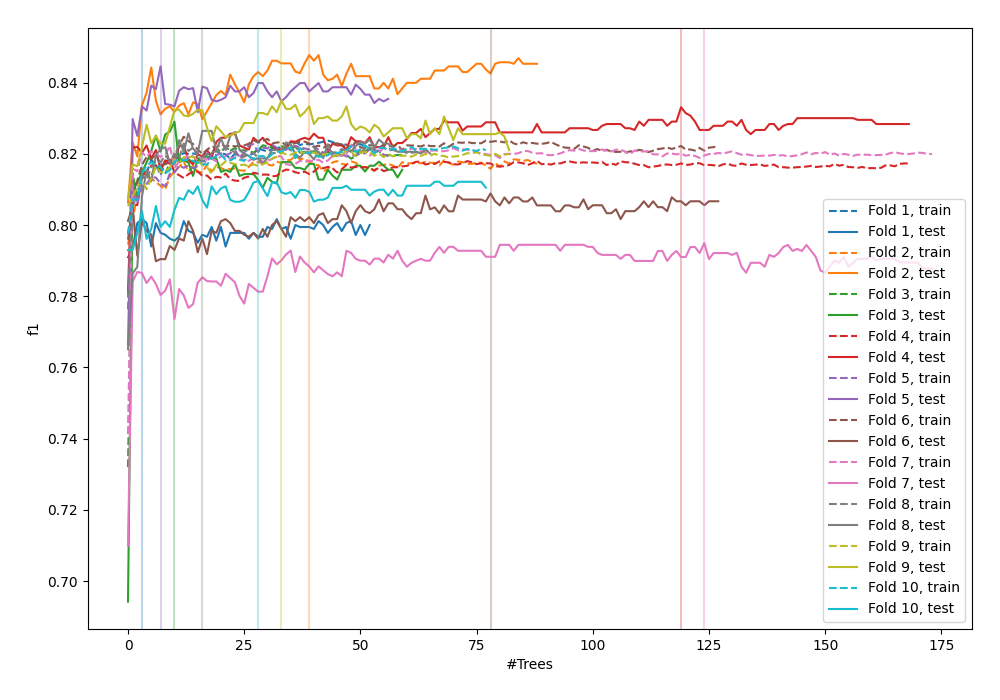 0.84
0.82
0.80
0.78
0.76
0.74
0.72
0.70
f1
0
25
50
75
100
125
150
175
#Trees
Fold 1, train
Fold 1, test
Fold 2, train
Fold 2, test
Fold 3, train
Fold 3, test
Fold 4, train
Fold 4, test
Fold 5, train
Fold 5, test
Fold 6, train
Fold 6, test
Fold 7, train
Fold 7, test
Fold 8, train
Fold 8, test
Fold 9, train
Fold 9, test
Fold 10, train
Fold 10, test